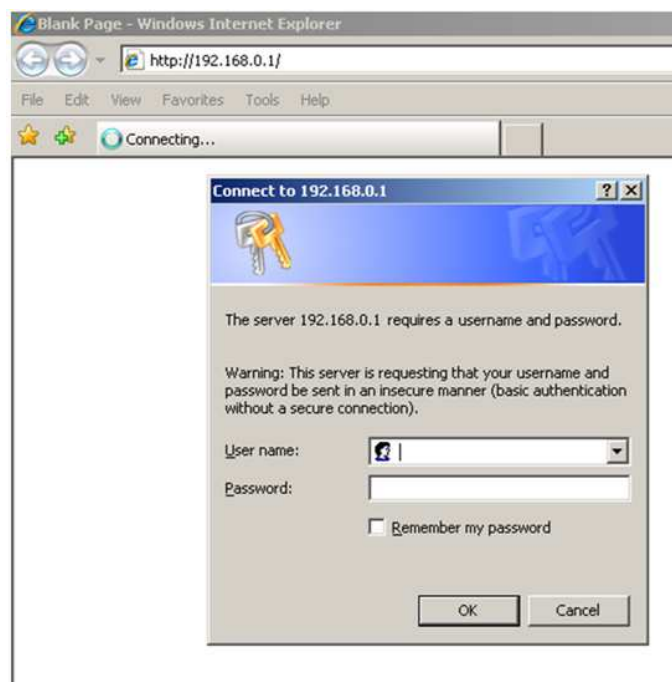 Blank Page - Windows Internet Explorer
http://192.168.0.1/
File Edit View Favorites Tools Help
Connecting...
Connect to 192.168.0.1
The server 192.168.0.1 requires a username and password.
Warning: This server is requesting that your username and
password be sent in an insecure manner (basic authentication
without a secure connection).
User name:
Password:
Remember my password
OK Cancel